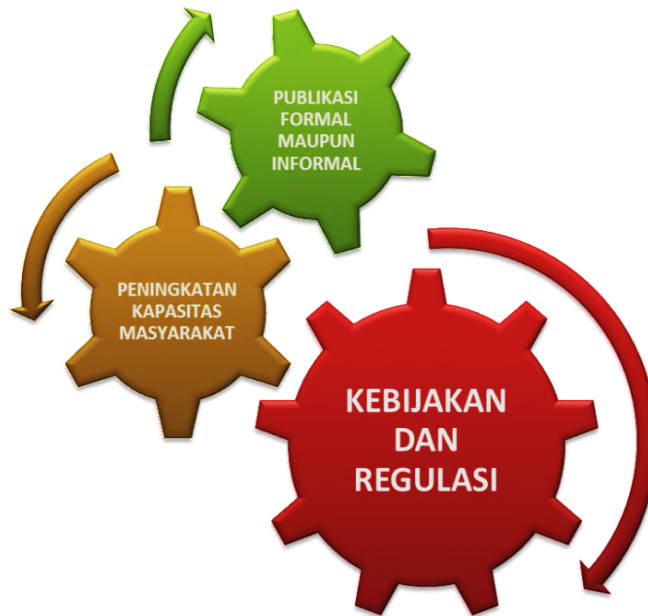 PUBLIKASI
FORMAL
MAUPUN
INFORMAL
PENINGKATAN
KAPASITAS
MASYARAKAT
KEBIJAKAN
DAN
REGULASI